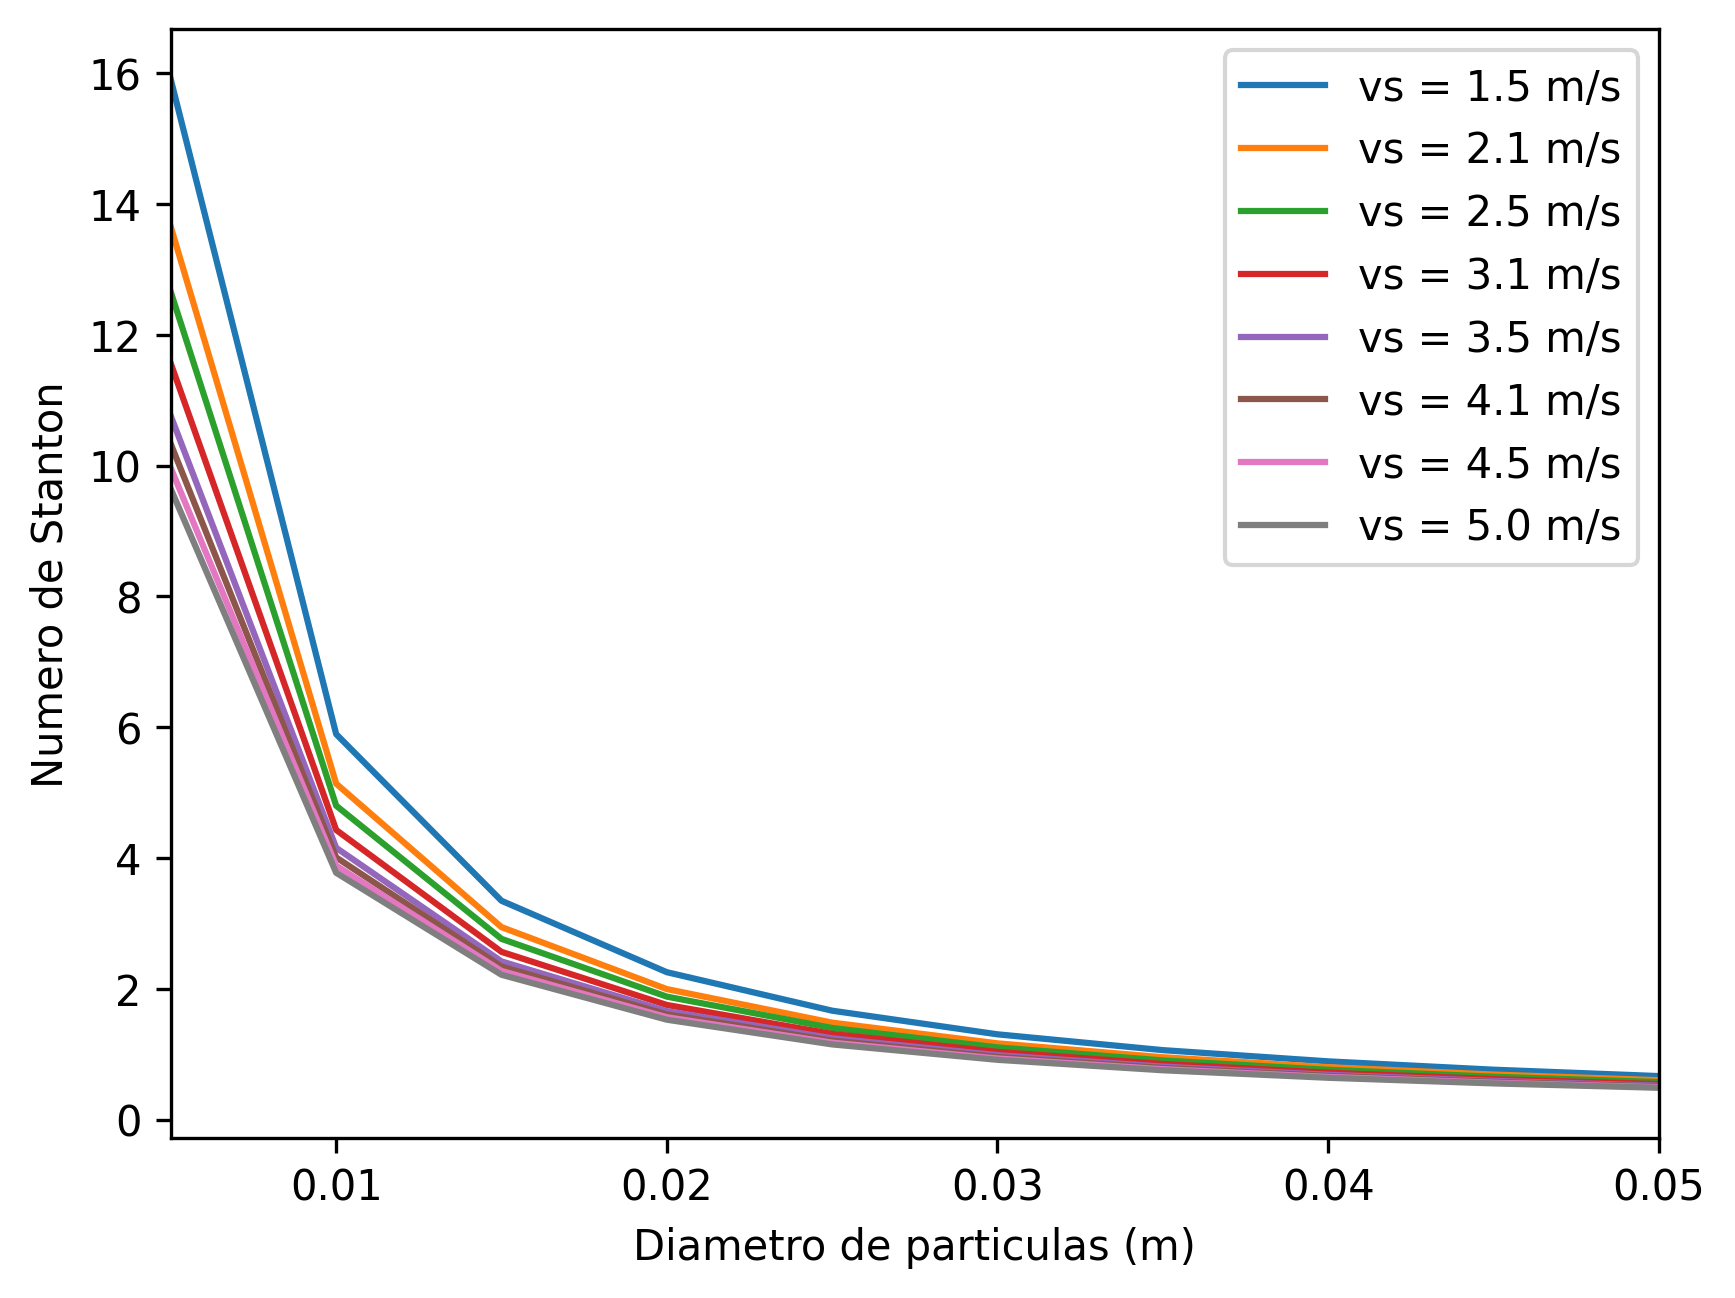 16
14
12
10
8
6
4
2
0
Numero de Stanton
vs = 1.5 m/s
vs = 2.1 m/s
vs = 2.5 m/s
vs = 3.1 m/s
vs = 3.5 m/s
vs = 4.1 m/s
vs = 4.5 m/s
vs = 5.0 m/s
0.01 0.02 0.03 0.04 0.05
Diametro de particulas (m)